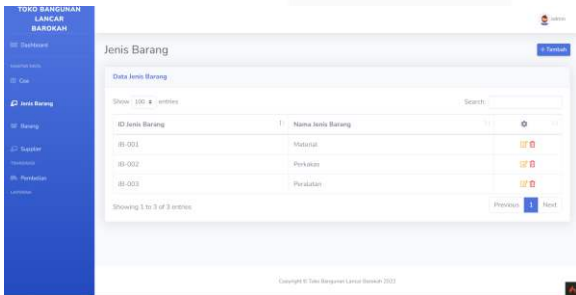 TOKO BANGUNAN
LANCAR
BAROKAH
Admin
Dashboard
Jenis Barang
+ Tambah
Coa
Data Jenis Barang
Jenis Barang
Show 100 entries
Search:
Barang
ID Jenis Barang
Nama Jenis Barang
JB-001
Material
Supplier
JB-002
Perkakas
Pembelian
JB-003
Peralatan
Showing 1 to 3 of 3 entries
Previous 1 Next
Copyright © Toko Bangunan Lancar Barokah 2022